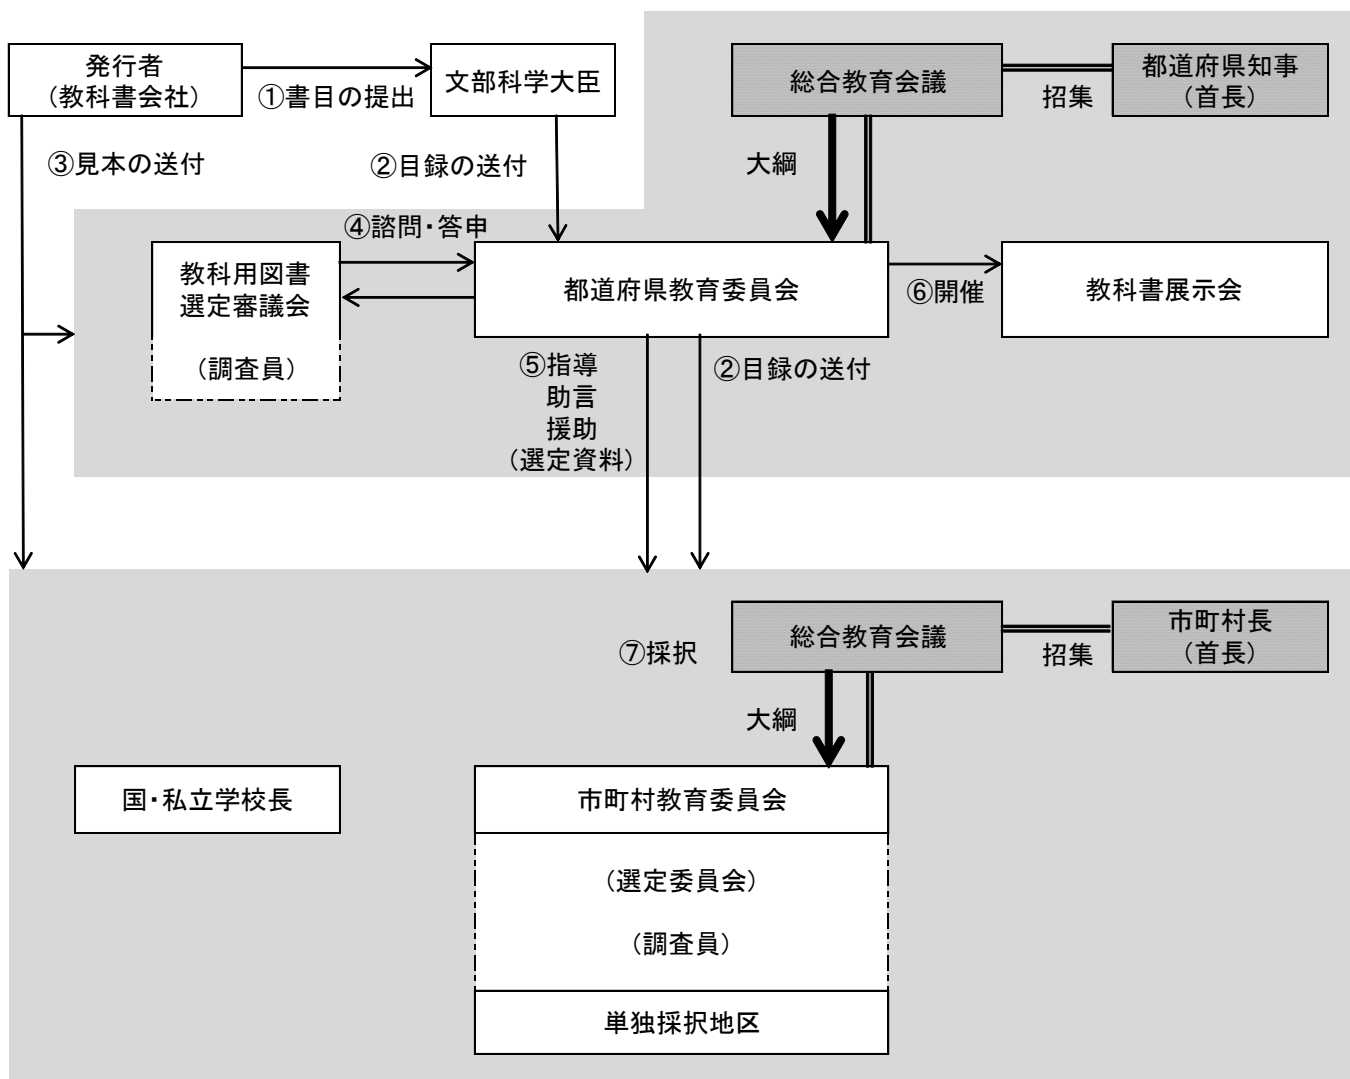 発行者
（教科書会社）
①書目の提出
文部科学大臣
総合教育会議
招集
都道府県知事
（首長）
③見本の送付
②目録の送付
大綱
④諮問・答申
教科用図書
選定審議会
（調査員）
都道府県教育委員会
⑥開催
教科書展示会
⑤指導
助言
援助
（選定資料）
②目録の送付
⑦採択
総合教育会議
招集
市町村長
（首長）
大綱
国・私立学校長
市町村教育委員会
（選定委員会）
（調査員）
単独採択地区